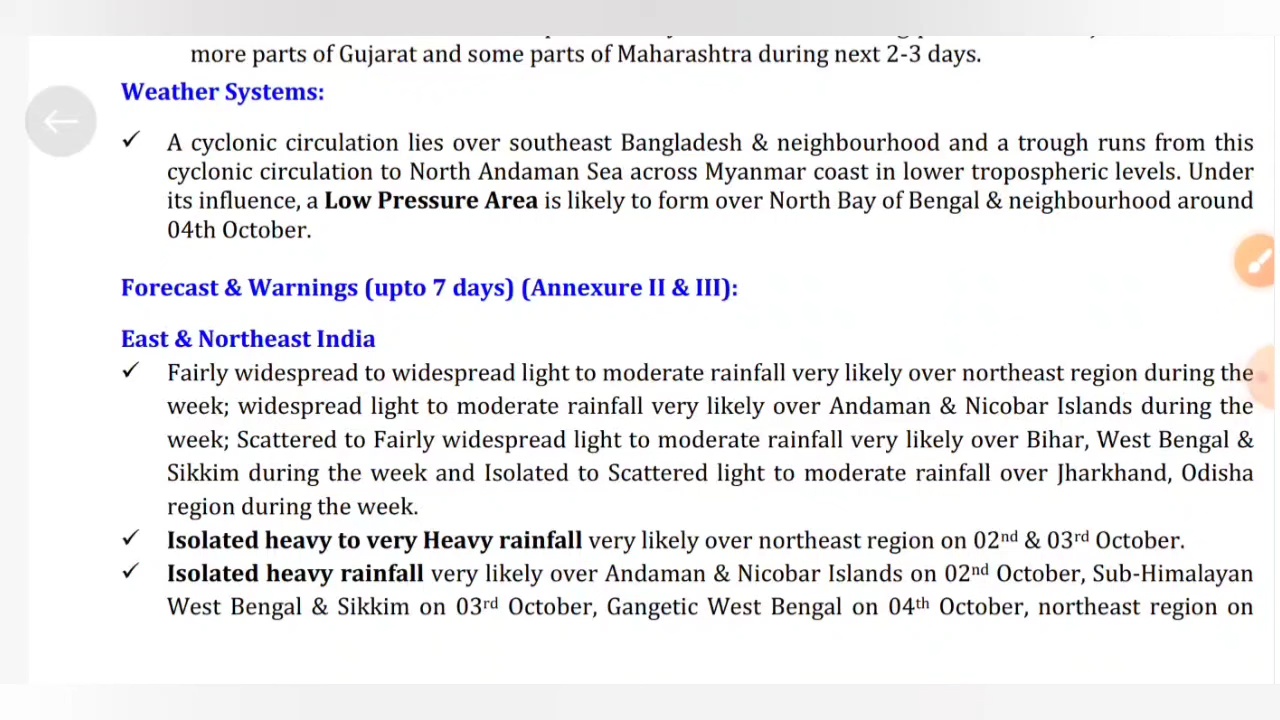 more parts of Gujarat and some parts of Maharashtra during next 2-3 days.
Weather Systems:
✓ A cyclonic circulation lies over southeast Bangladesh & neighbourhood and a trough runs from this
cyclonic circulation to North Andaman Sea across Myanmar coast in lower tropospheric levels. Under
its influence, a Low Pressure Area is likely to form over North Bay of Bengal & neighbourhood around
04th October.
Forecast & Warnings (upto 7 days) (Annexure II & III):
East & Northeast India
✓ Fairly widespread to widespread light to moderate rainfall very likely over northeast region during the
week; widespread light to moderate rainfall very likely over Andaman & Nicobar Islands during the
week; Scattered to Fairly widespread light to moderate rainfall very likely over Bihar, West Bengal &
Sikkim during the week and Isolated to Scattered light to moderate rainfall over Jharkhand, Odisha
region during the week.
✓ Isolated heavy to very Heavy rainfall very likely over northeast region on 02nd & 03rd October.
✓ Isolated heavy rainfall very likely over Andaman & Nicobar Islands on 02nd October, Sub-Himalayan
West Bengal & Sikkim on 03rd October, Gangetic West Bengal on 04th October, northeast region on